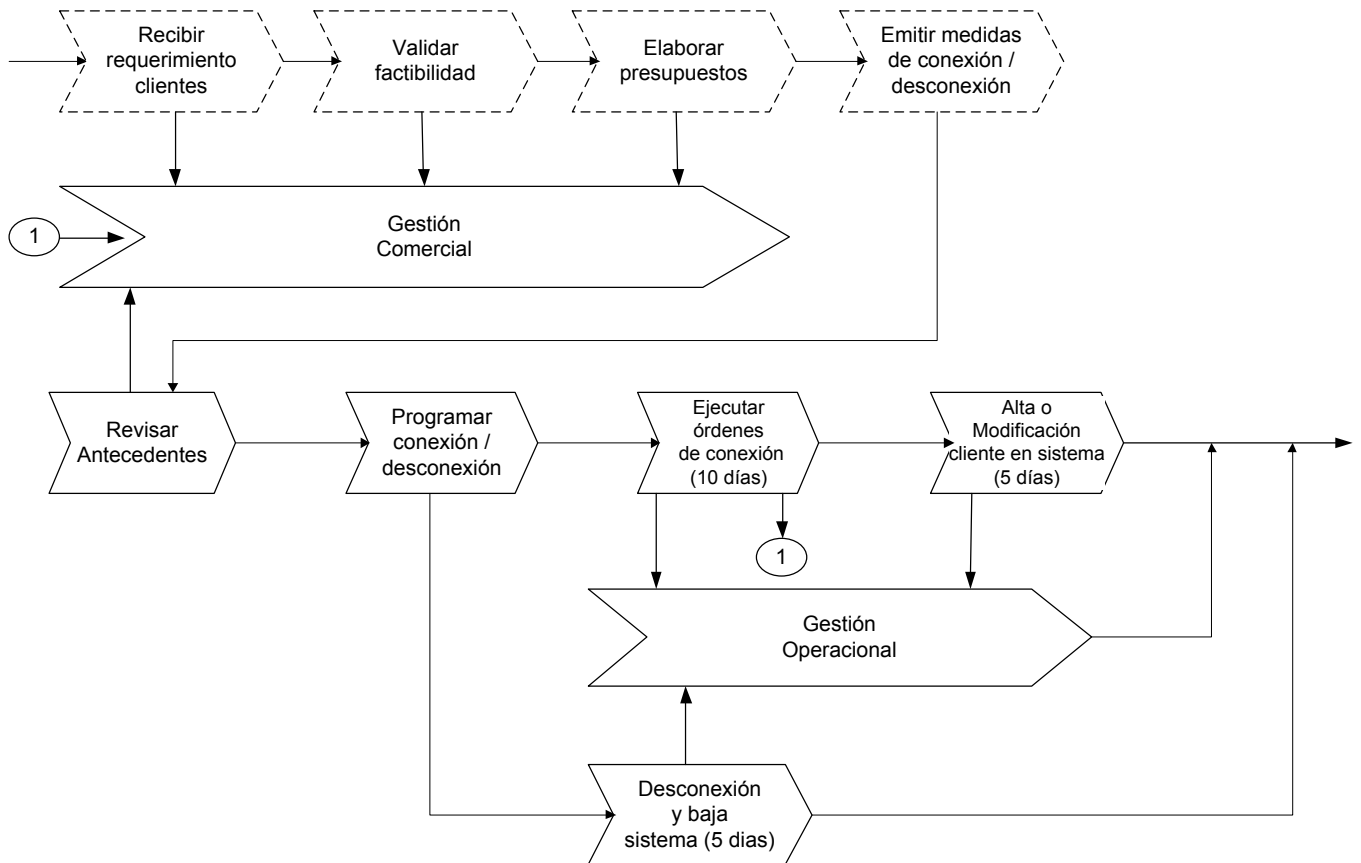 Recibir
requerimiento
clientes
Validar
factibilidad
Elaborar
presupuestos
Emitir medidas
de conexión /
desconexión
Gestión
Comercial
1
Revisar
Antecedentes
Programar
conexión /
desconexión
Ejecutar
órdenes
de conexión
(10 días)
Alta o
Modificación
cliente en sistema
(5 días)
1
Gestión
Operacional
Desconexión
y baja
sistema (5 dias)